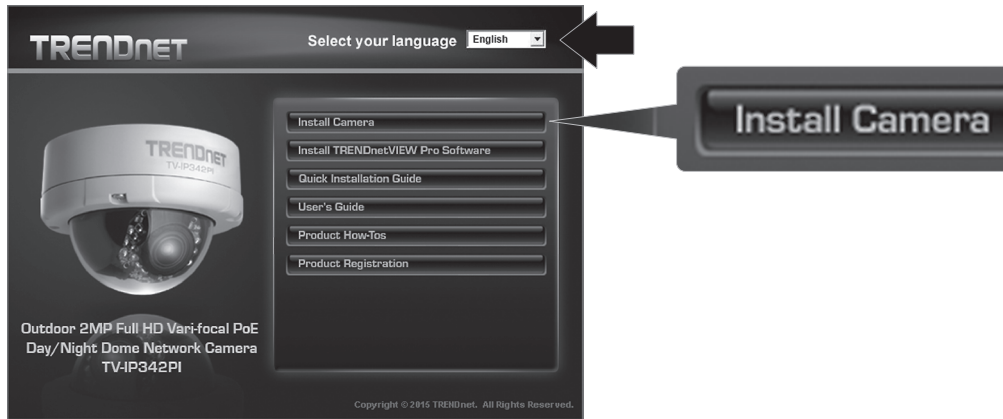 TRENDnet
Select your language English
Install Camera
Install TRENDnetVIEW Pro Software
Quick Installation Guide
User's Guide
Product How-Tos
Product Registration
TRENDnet
TV-IP342PI
Outdoor 2MP Full HD Vari-focal PoE
Day/Night Dome Network Camera
TV-IP342PI
Copyright © 2015 TRENDnet. All Rights Reserved.
Install Camera